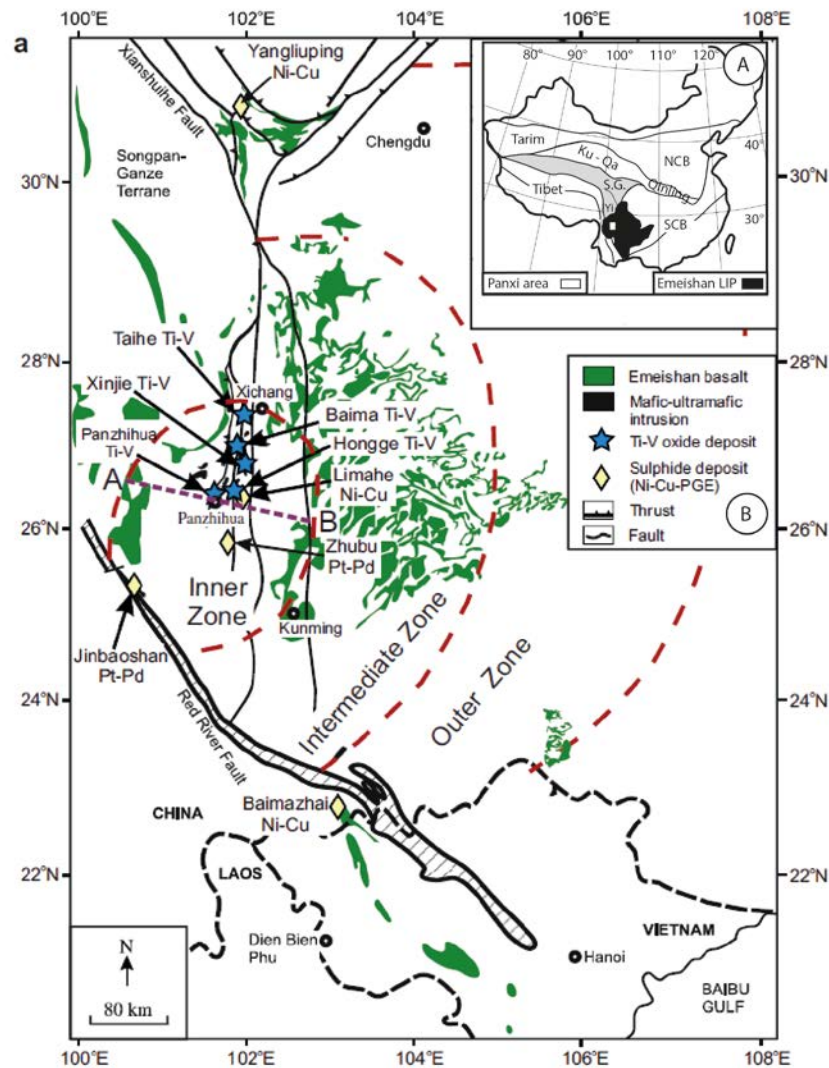 a
100°E
102°E
104°E
106°E
108°E
Yangliuping
Ni-Cu
Xianshuihe Fault
Songpan-
Ganze
Terrane
Chengdu
80°
90°
100°
110°
120°
A
Tarim
Ku - Qa
NCB
40°
Tibet
S.G.
Qinling
Yi
SCB
30°
Panxi area
Emeishan LIP
30°N
30°N
28°N
28°N
26°N
26°N
24°N
24°N
22°N
22°N
Taihe Ti-V
Xinjie Ti-V
Xichang
Panzhihua
Ti-V
Baima Ti-V
Hongge Ti-V
Limahe
Ni-Cu
A
Panzhihua
B
Zhubu
Pt-Pd
Inner
Zone
Kunming
Jinbaoshan
Pt-Pd
Red River Fault
Intermediate Zone
Outer Zone
Emeishan basalt
Mafic-ultramafic
intrusion
Ti-V oxide deposit
Sulphide deposit
(Ni-Cu-PGE)
Thrust
Fault
B
Baimazhai
Ni-Cu
CHINA
LAOS
VIETNAM
Dien Bien
Phu
Hanoi
BAIBU
GULF
N
80 km
100°E
102°E
104°E
106°E
108°E